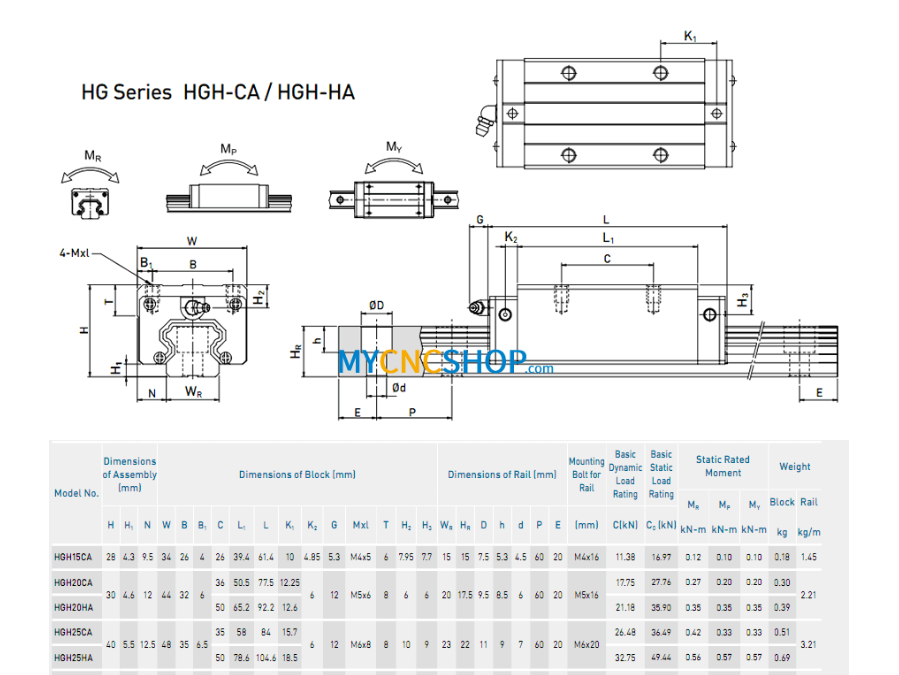 K₁
HG Series HGH-CA / HGH-HA
M_R
M_P
M_Y
G
L
W
K₂
L₁
4-Mxl
B₁
B
C
H
T
H₂
H₃
ØD
H_R
h
H₁
MYCNCSHOP.com
Ød
N
W_R
E
P
E
Model No.
Dimensions of Assembly (mm)
Dimensions of Block (mm)
Dimensions of Rail (mm)
Mounting Bolt for Rail
Basic Dynamic Load Rating
Basic Static Load Rating
Static Rated Moment
Weight
M_R M_P M_Y Block Rail
H H₁ N W B B₁ C L₁ L K₁ K₂ G Mxl T H₂ H₃ W_R H_R D h d P E (mm) C(kN) C₀ (kN) kN-m kN-m kN-m kg kg/m
HGH15CA 28 4.3 9.5 34 26 4 26 39.4 61.4 10 4.85 5.3 M4x5 6 7.95 7.7 15 15 7.5 5.3 4.5 60 20 M4x16 11.38 16.97 0.12 0.10 0.10 0.18 1.45
HGH20CA 36 50.5 77.5 12.25 17.75 27.76 0.27 0.20 0.20 0.30
30 4.6 12 44 32 6 6 12 M5x6 8 6 6 20 17.5 9.5 8.5 6 60 20 M5x16 2.21
HGH20HA 50 65.2 92.2 12.6 21.18 35.90 0.35 0.35 0.35 0.39
HGH25CA 35 58 84 15.7 26.48 36.49 0.42 0.33 0.33 0.51
40 5.5 12.5 48 35 6.5 6 12 M6x8 8 10 9 23 22 11 9 7 60 20 M6x20 3.21
HGH25HA 50 78.6 104.6 18.5 32.75 49.44 0.56 0.57 0.57 0.69